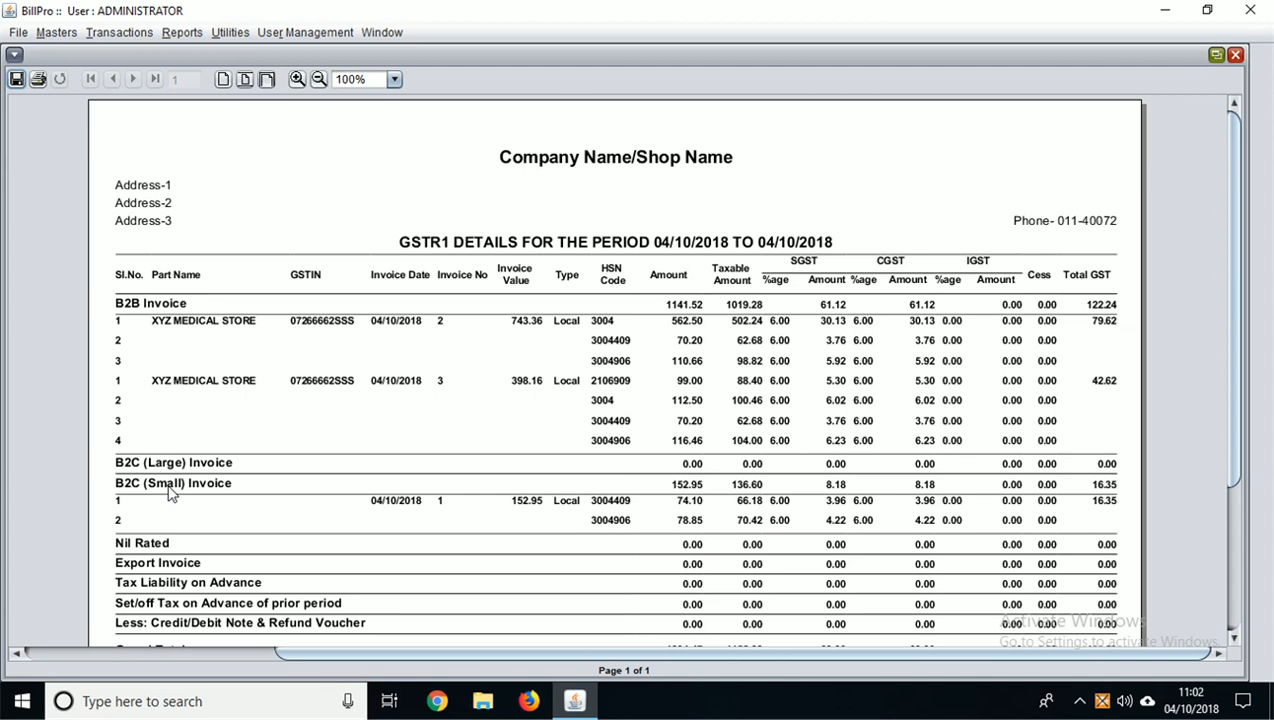 BillPro :: User : ADMINISTRATOR
File Masters Transactions Reports Utilities User Management Window
1 100%
Company Name/Shop Name
Address-1
Address-2
Address-3 Phone- 011-40072
GSTR1 DETAILS FOR THE PERIOD 04/10/2018 TO 04/10/2018
Sl.No. Part Name GSTIN Invoice Date Invoice No Invoice Value Type HSN Code Amount Taxable Amount SGST %age Amount CGST %age Amount IGST %age Amount Cess Total GST
B2B Invoice 1141.52 1019.28 61.12 61.12 0.00 0.00 122.24
1 XYZ MEDICAL STORE 07266662SSS 04/10/2018 2 743.36 Local 3004 562.50 502.24 6.00 30.13 6.00 30.13 0.00 0.00 0.00 79.62
2 3004409 70.20 62.68 6.00 3.76 6.00 3.76 0.00 0.00 0.00
3 3004906 110.66 98.82 6.00 5.92 6.00 5.92 0.00 0.00 0.00
1 XYZ MEDICAL STORE 07266662SSS 04/10/2018 3 398.16 Local 2106909 99.00 88.40 6.00 5.30 6.00 5.30 0.00 0.00 0.00 42.62
2 3004 112.50 100.46 6.00 6.02 6.00 6.02 0.00 0.00 0.00
3 3004409 70.20 62.68 6.00 3.76 6.00 3.76 0.00 0.00 0.00
4 3004906 116.46 104.00 6.00 6.23 6.00 6.23 0.00 0.00 0.00
B2C (Large) Invoice 0.00 0.00 0.00 0.00 0.00 0.00 0.00
B2C (Small) Invoice 152.95 136.60 8.18 8.18 0.00 0.00 16.35
1 04/10/2018 1 152.95 Local 3004409 74.10 66.18 6.00 3.96 6.00 3.96 0.00 0.00 0.00 16.35
2 3004906 78.85 70.42 6.00 4.22 6.00 4.22 0.00 0.00 0.00
Nil Rated 0.00 0.00 0.00 0.00 0.00 0.00 0.00
Export Invoice 0.00 0.00 0.00 0.00 0.00 0.00 0.00
Tax Liability on Advance 0.00 0.00 0.00 0.00 0.00 0.00 0.00
Set/off Tax on Advance of prior period 0.00 0.00 0.00 0.00 0.00 0.00 0.00
Less: Credit/Debit Note & Refund Voucher 0.00 0.00 0.00 0.00 0.00 0.00 0.00
Activate Windows
Go to Settings to activate Windows.
Page 1 of 1
Type here to search
11:02
04/10/2018